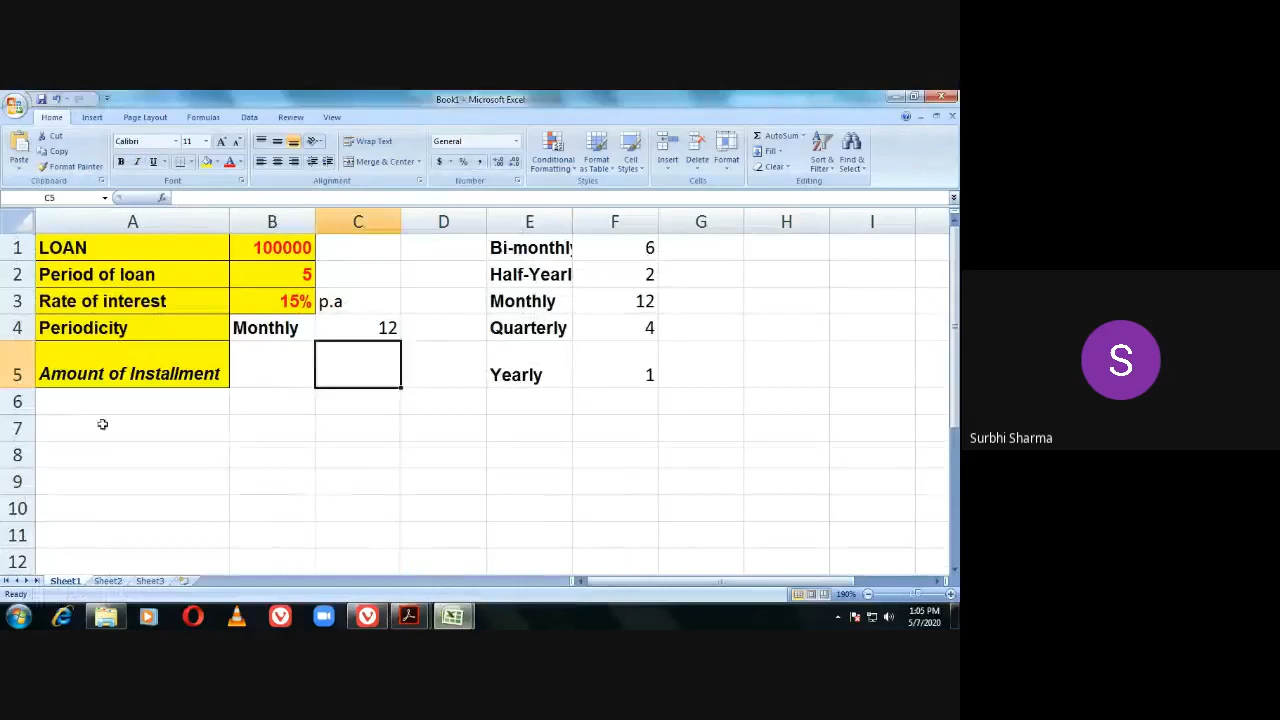 Book1 - Microsoft Excel
Home Insert Page Layout Formulas Data Review View
Paste Cut Copy Format Painter Clipboard
Calibri 11 A A B I U A Font
Wrap Text Merge & Center Alignment
General $ % , Number
Conditional Formatting Format as Table Cell Styles Styles
Insert Delete Format Cells
AutoSum Fill Clear Sort & Filter Find & Select Editing
C5 fx
A B C D E F G H I
1 LOAN 100000 Bi-monthly 6
2 Period of loan 5 Half-Yearl 2
3 Rate of interest 15% p.a Monthly 12
4 Periodicity Monthly 12 Quarterly 4
5 Amount of Installment Yearly 1
6
7
8
9
10
11
12
Sheet1 Sheet2 Sheet3
Ready 190%
1:05 PM
5/7/2020
S
Surbhi Sharma